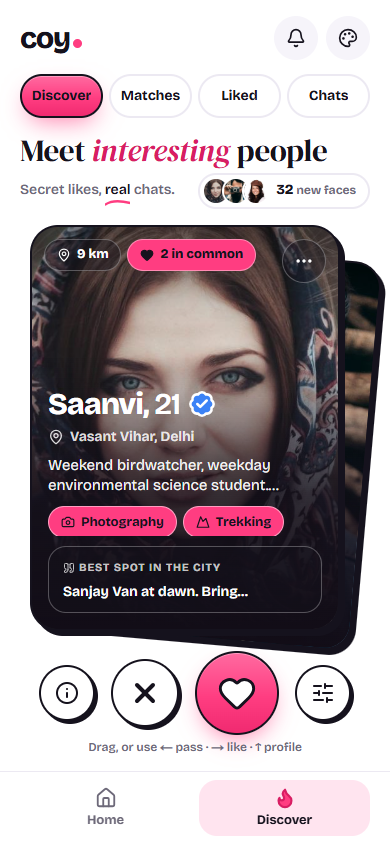 coy.
Discover
Matches
Liked
Chats
Meet interesting people
Secret likes, real chats.
32 new faces
9 km
2 in common
Saanvi, 21
Vasant Vihar, Delhi
Weekend birdwatcher, weekday
environmental science student....
Photography
Trekking
BEST SPOT IN THE CITY
Sanjay Van at dawn. Bring...
Drag, or use ← pass · → like · ↑ profile
Home
Discover